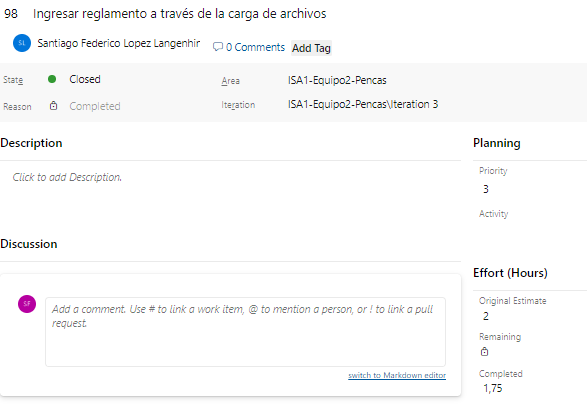 98 Ingresar reglamento a través de la carga de archivos
SL Santiago Federico Lopez Langenhir 0 Comments Add Tag
State Closed Area ISA1-Equipo2-Pencas
Reason Completed Iteration ISA1-Equipo2-Pencas\Iteration 3
Description
Click to add Description.
Discussion
SF Add a comment. Use # to link a work item, @ to mention a person, or ! to link a pull
request.
switch to Markdown editor
Planning
Priority
3
Activity
Effort (Hours)
Original Estimate
2
Remaining
Completed
1,75